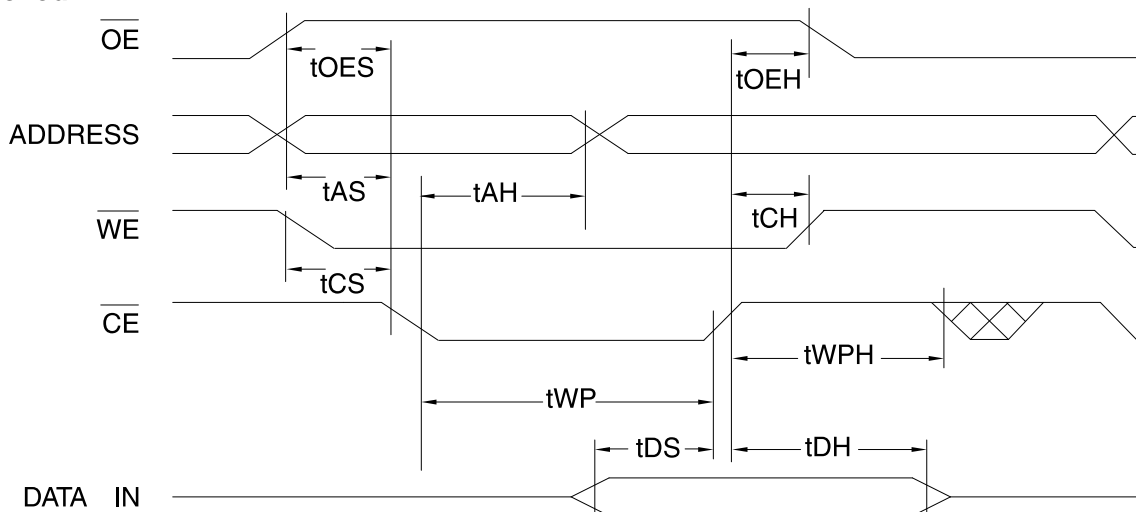 OE
tOES
tOEH
ADDRESS
tAS
tAH
WE
tCH
tCS
CE
tWPH
tWP
tDS
tDH
DATA IN